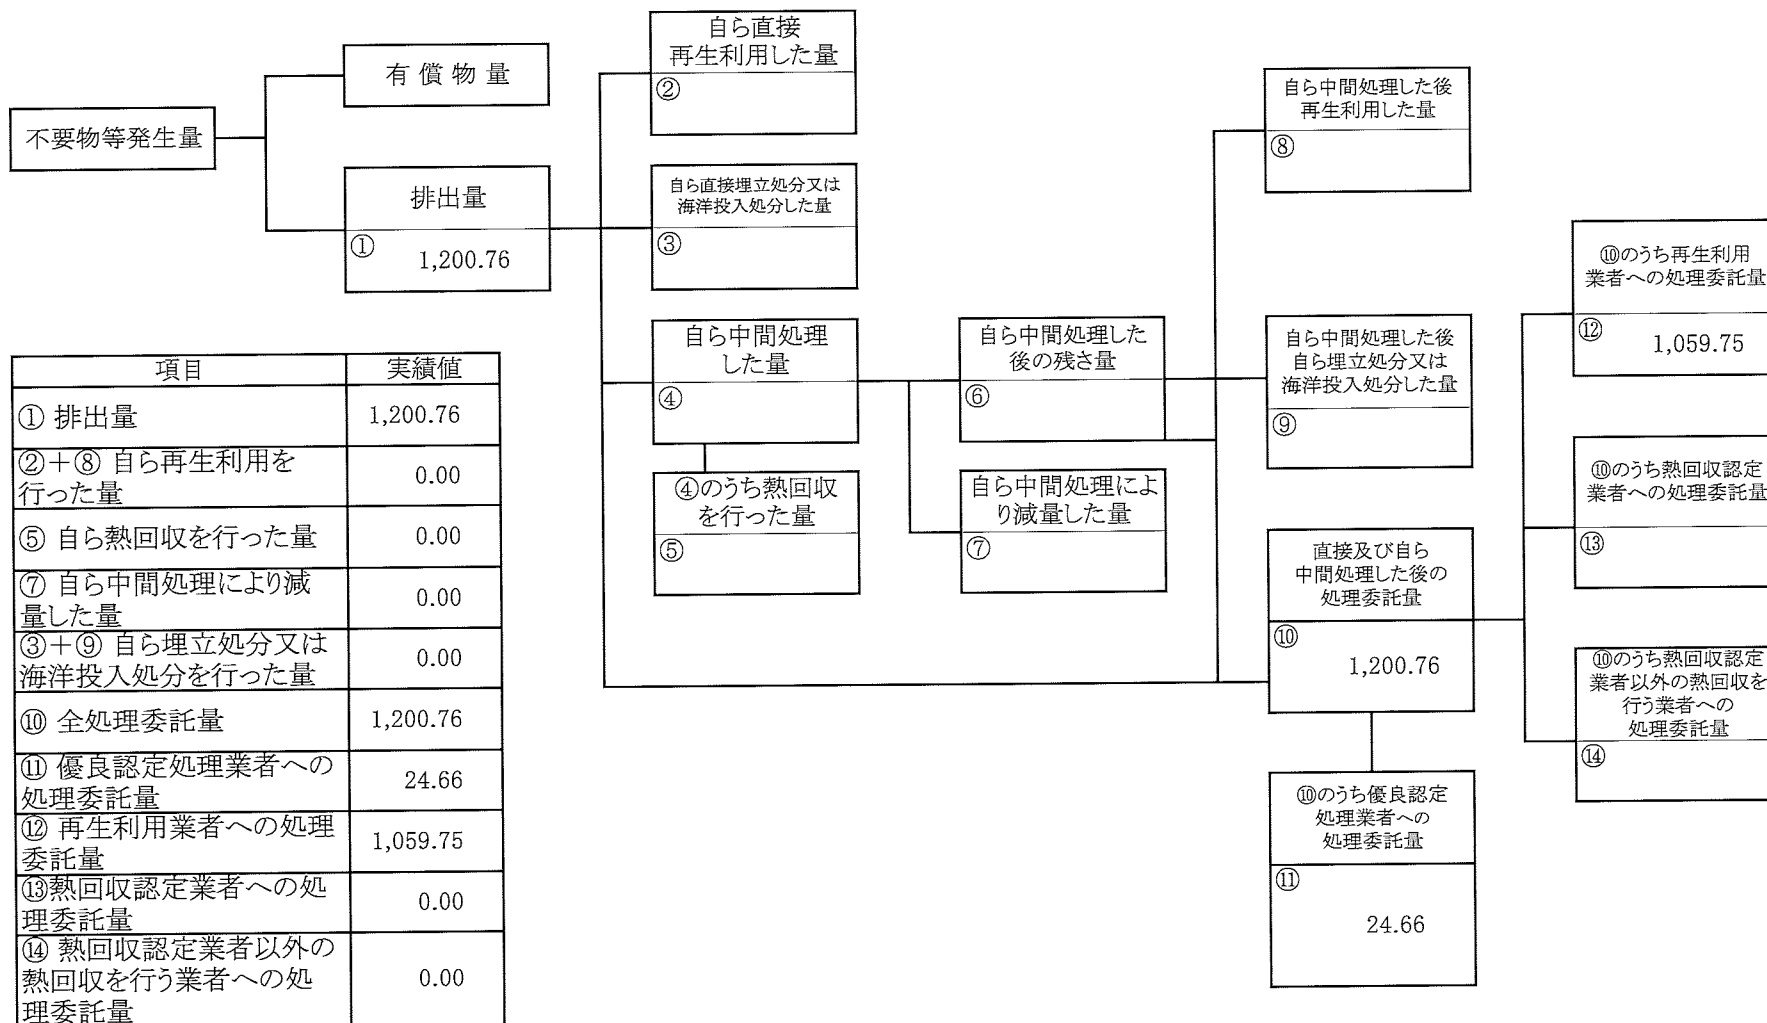 不要物等発生量
有償物量
排出量
①
1,200.76
自ら直接
再生利用した量
②
自ら直接埋立処分又は
海洋投入処分した量
③
自ら中間処理
した量
④
④のうち熱回収
を行った量
⑤
自ら中間処理した
後の残さ量
⑥
自ら中間処理によ
り減量した量
⑦
自ら中間処理した後
再生利用した量
⑧
自ら中間処理した後
自ら埋立処分又は
海洋投入処分した量
⑨
直接及び自ら
中間処理した後の
処理委託量
⑩
1,200.76
⑩のうち優良認定
処理業者への
処理委託量
⑪
24.66
⑩のうち再生利用
業者への処理委託量
⑫
1,059.75
⑩のうち熱回収認定
業者への処理委託量
⑬
⑩のうち熱回収認定
業者以外の熱回収を
行う業者への
処理委託量
⑭
項目 実績値
① 排出量 1,200.76
②+⑧ 自ら再生利用を
行った量 0.00
⑤ 自ら熱回収を行った量 0.00
⑦ 自ら中間処理により減
量した量 0.00
③+⑨ 自ら埋立処分又は
海洋投入処分を行った量 0.00
⑩ 全処理委託量 1,200.76
⑪ 優良認定処理業者への
処理委託量 24.66
⑫ 再生利用業者への処理
委託量 1,059.75
⑬熱回収認定業者への処
理委託量 0.00
⑭ 熱回収認定業者以外の
熱回収を行う業者への処
理委託量 0.00